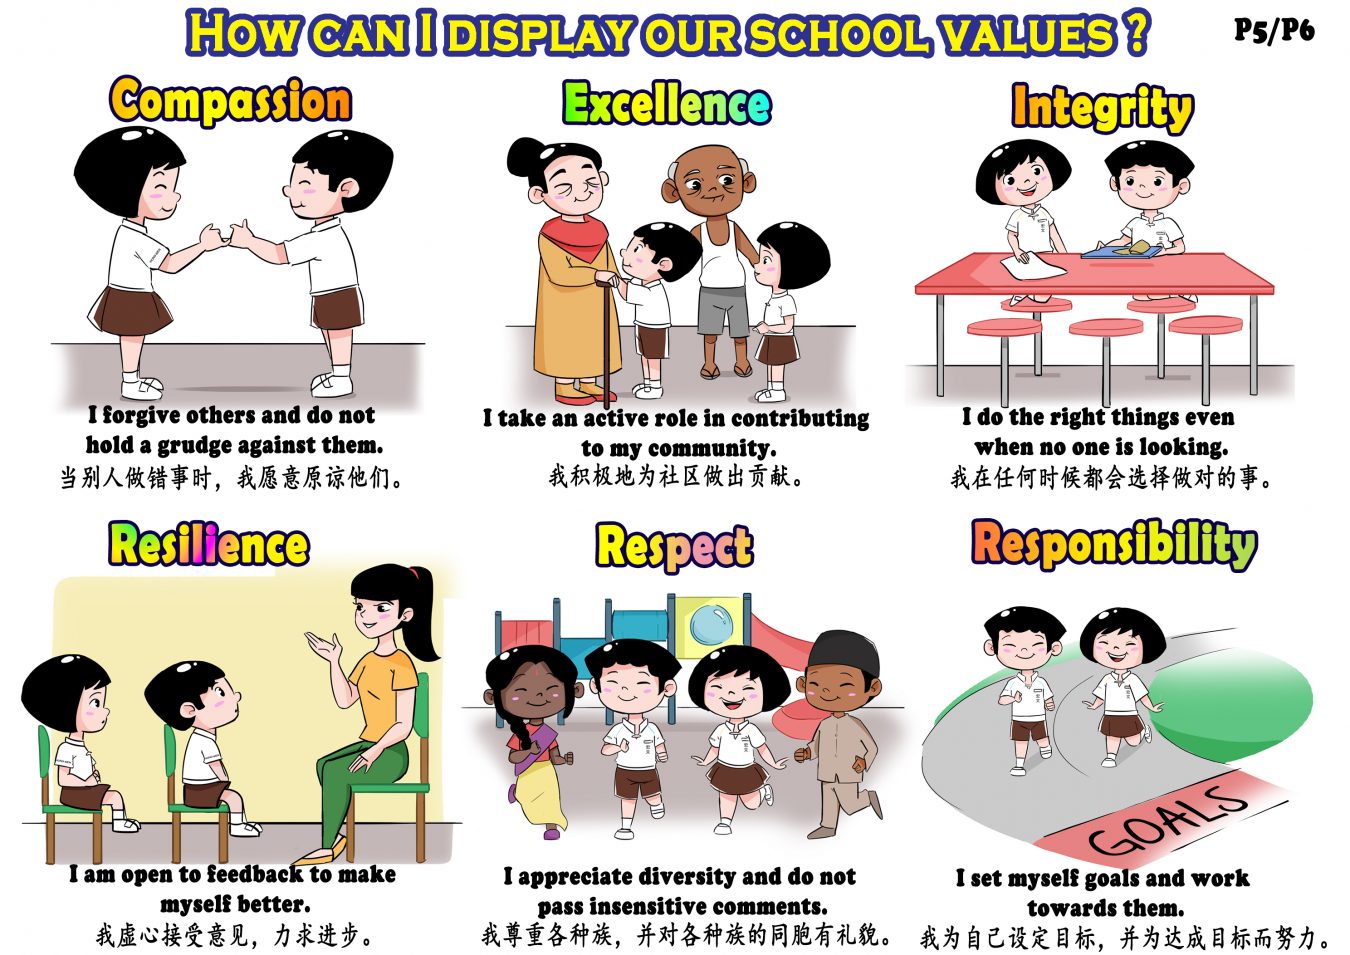 HOW CAN I DISPLAY OUR SCHOOL VALUES ?
P5/P6
Compassion
I forgive others and do not
hold a grudge against them.
当别人做错事时，我愿意原谅他们。
Excellence
I take an active role in contributing
to my community.
我积极地为社区做出贡献。
Integrity
I do the right things even
when no one is looking.
我在任何时候都会选择做对的事。
Resilience
I am open to feedback to make
myself better.
我虚心接受意见，力求进步。
Respect
I appreciate diversity and do not
pass insensitive comments.
我尊重各种族，并对各种族的同胞有礼貌。
Responsibility
GOALS
I set myself goals and work
towards them.
我为自己设定目标，并为达成目标而努力。